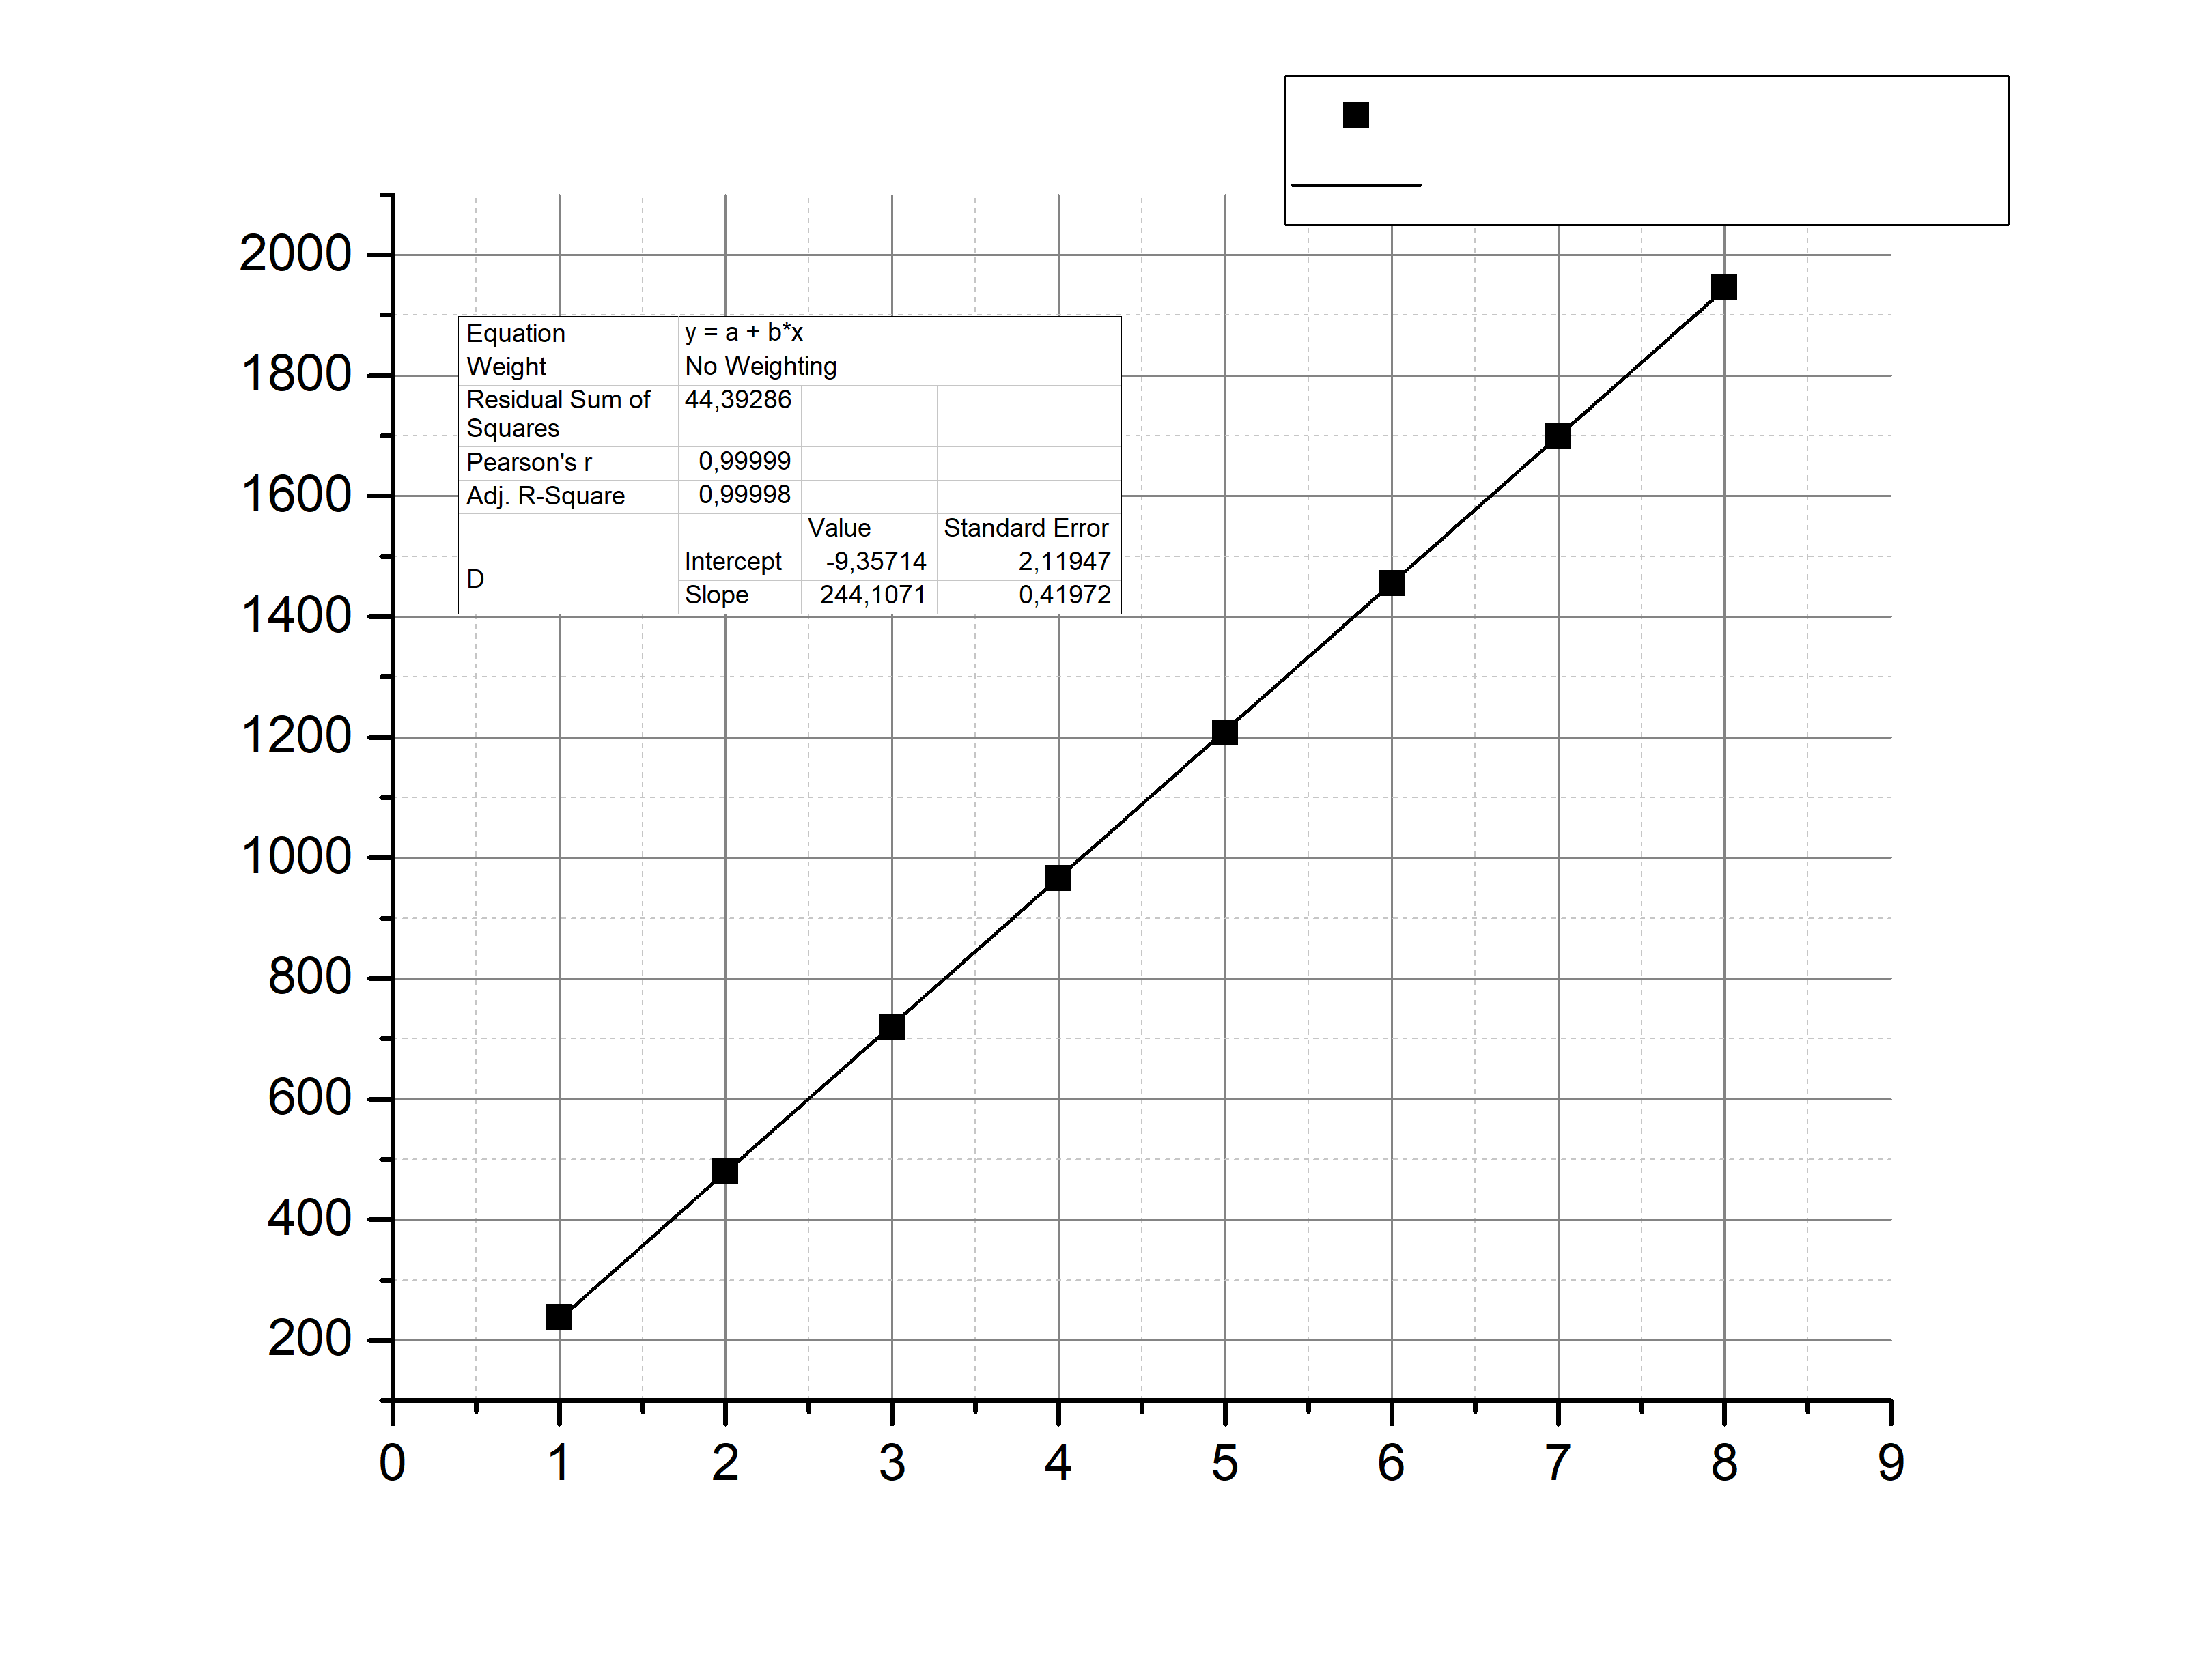 2000
1800
1600
1400
1200
1000
800
600
400
200
Equation y = a + b*x
Weight No Weighting
Residual Sum of
Squares 44,39286
Pearson's r 0,99999
Adj. R-Square 0,99998
Value Standard Error
D Intercept -9,35714 2,11947
Slope 244,1071 0,41972
0 1 2 3 4 5 6 7 8 9